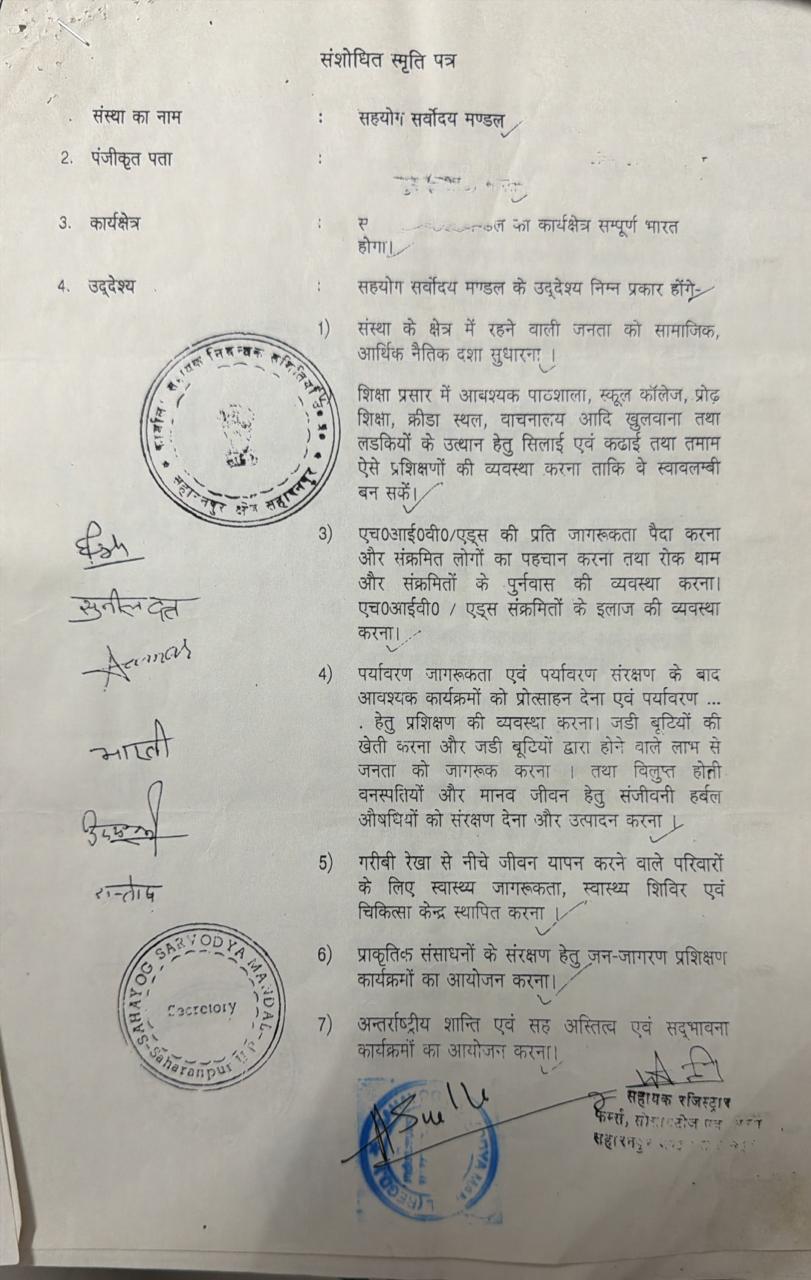 संशोधित स्मृति पत्र
संस्था का नाम : सहयोग सर्वोदय मण्डल
2. पंजीकृत पता :
3. कार्यक्षेत्र : का कार्यक्षेत्र सम्पूर्ण भारत
होगा।
4. उद्देश्य : सहयोग सर्वोदय मण्डल के उद्देश्य निम्न प्रकार होंगे-
1) संस्था के क्षेत्र में रहने वाली जनता को सामाजिक,
आर्थिक नैतिक दशा सुधारना ।
शिक्षा प्रसार में आवश्यक पाठशाला, स्कूल कॉलेज, प्रोढ़
शिक्षा, क्रीडा स्थल, वाचनालय आदि खुलवाना तथा
लडकियों के उत्थान हेतु सिलाई एवं कढाई तथा तमाम
ऐसे प्रशिक्षणों की व्यवस्था करना ताकि वे स्वावलम्बी
बन सकें।
3) एच0आई0वी0/एड्स की प्रति जागरूकता पैदा करना
और संक्रमित लोगों का पहचान करना तथा रोक थाम
और संक्रमितों के पुर्नवास की व्यवस्था करना।
एच0आईवी0 / एड्स संक्रमितों के इलाज की व्यवस्था
करना।
4) पर्यावरण जागरूकता एवं पर्यावरण संरक्षण के बाद
आवश्यक कार्यक्रमों को प्रोत्साहन देना एवं पर्यावरण ...
. हेतु प्रशिक्षण की व्यवस्था करना। जडी बूटियों की
खेती करना और जडी बूटियों द्वारा होने वाले लाभ से
जनता को जागरूक करना । तथा विलुप्त होती
वनस्पतियों और मानव जीवन हेतु संजीवनी हर्बल
औषधियों को संरक्षण देना और उत्पादन करना ।
5) गरीबी रेखा से नीचे जीवन यापन करने वाले परिवारों
के लिए स्वास्थ्य जागरूकता, स्वास्थ्य शिविर एवं
चिकित्सा केन्द्र स्थापित करना ।
6) प्राकृतिक संसाधनों के संरक्षण हेतु जन-जागरण प्रशिक्षण
कार्यक्रमों का आयोजन करना।
7) अन्तर्राष्ट्रीय शान्ति एवं सह अस्तित्व एवं सद्भावना
कार्यक्रमों का आयोजन करना।
सहारनपुर क्षेत्र सहारनपुर
सुनील दत्त
भारती
SAHAYOG SARVODYA MANDAL
Secretory
Saharanpur U.P.
सहायक रजिस्ट्रार
फर्म्स,
सहारनपुर